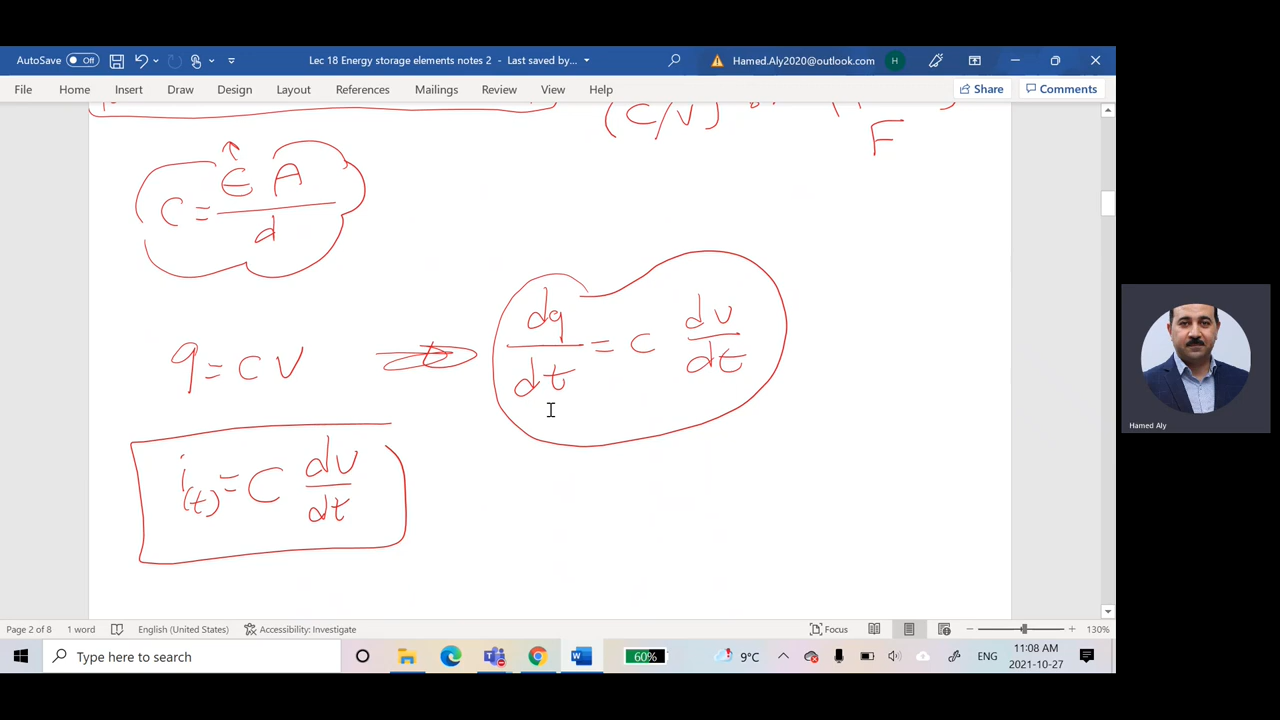 AutoSave Off Lec 18 Energy storage elements notes 2 - Last saved by... Hamed.Aly2020@outlook.com H
File Home Insert Draw Design Layout References Mailings Review View Help Share Comments
(C/V)
F
C = ϵ A / d
q = C V
dq/dt = C dv/dt
i(t) = C dv/dt
Hamed Aly
Page 2 of 8 1 word English (United States) Accessibility: Investigate Focus 130%
Type here to search 60% 9°C ENG 11:08 AM
2021-10-27